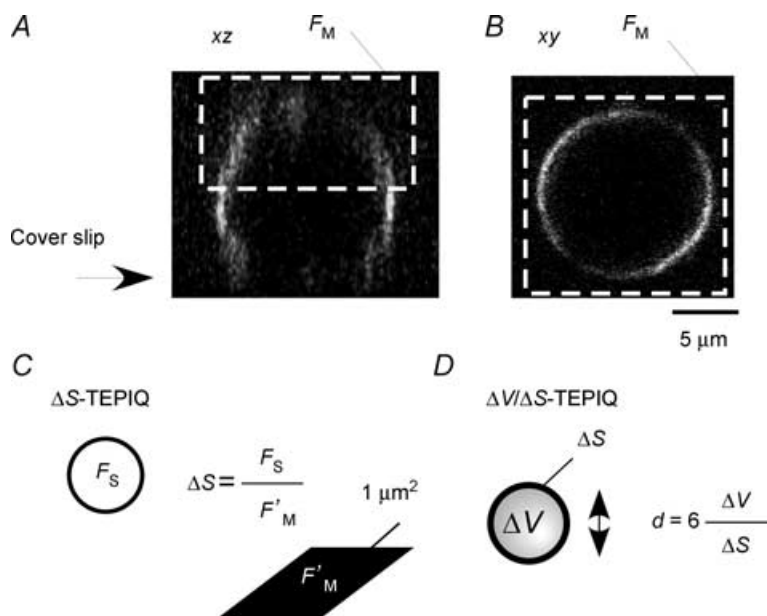 A
xz
F_M
B
xy
F_M
Cover slip
5 μm
C
ΔS-TEPIQ
F_S
ΔS = F_S / F'_M
1 μm²
F'_M
D
ΔV/ΔS-TEPIQ
ΔS
ΔV
d = 6 ΔV / ΔS